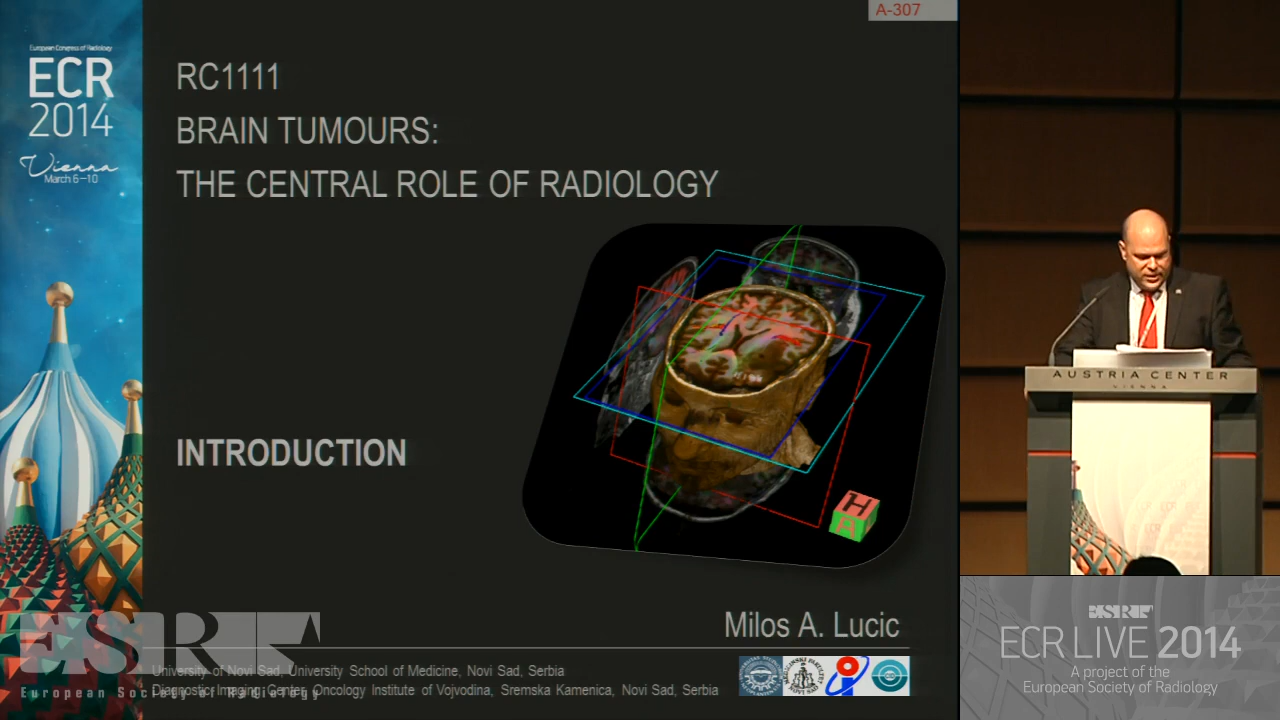 A-307
European Congress of Radiology
ECR
2014
Vienna
March 6–10
RC1111
BRAIN TUMOURS:
THE CENTRAL ROLE OF RADIOLOGY
INTRODUCTION
H
A
Milos A. Lucic
University of Novi Sad, University School of Medicine, Novi Sad, Serbia
Diagnostic Imaging Center, Oncology Institute of Vojvodina, Sremska Kamenica, Novi Sad, Serbia
ESR
European Society of Radiology
AUSTRIA CENTER
VIENNA
ESR
ECR LIVE 2014
A project of the
European Society of Radiology